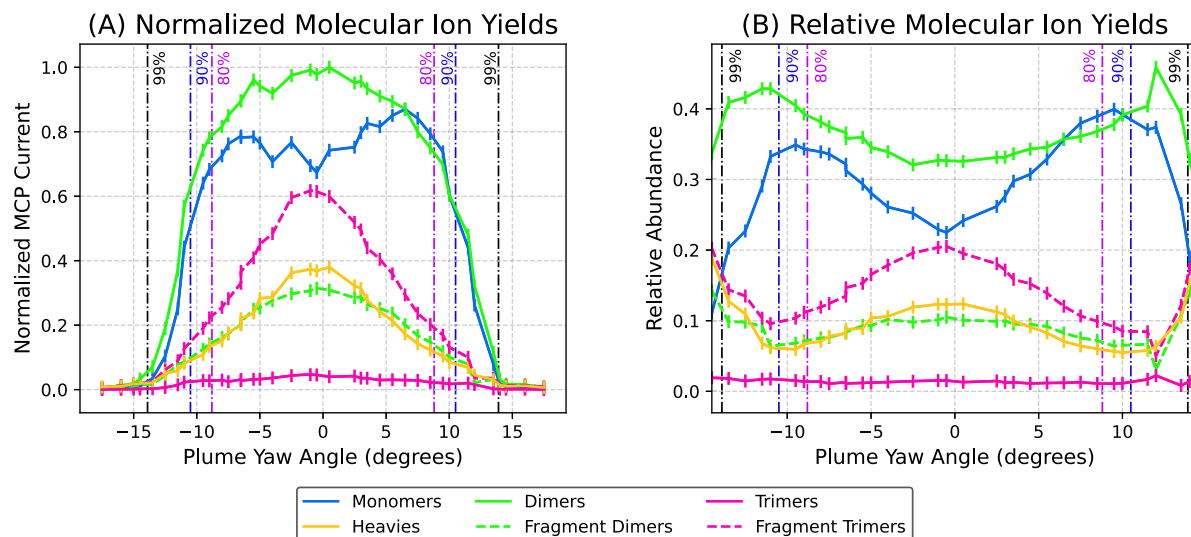 (A) Normalized Molecular Ion Yields
99%
90%
80%
80%
90%
99%
1.0
0.8
0.6
0.4
0.2
0.0
Normalized MCP Current
−15
−10
−5
0
5
10
15
Plume Yaw Angle (degrees)
(B) Relative Molecular Ion Yields
99%
90%
80%
80%
90%
99%
0.4
0.3
0.2
0.1
0.0
Relative Abundance
−10
−5
0
5
10
Plume Yaw Angle (degrees)
Monomers
Dimers
Trimers
Heavies
Fragment Dimers
Fragment Trimers